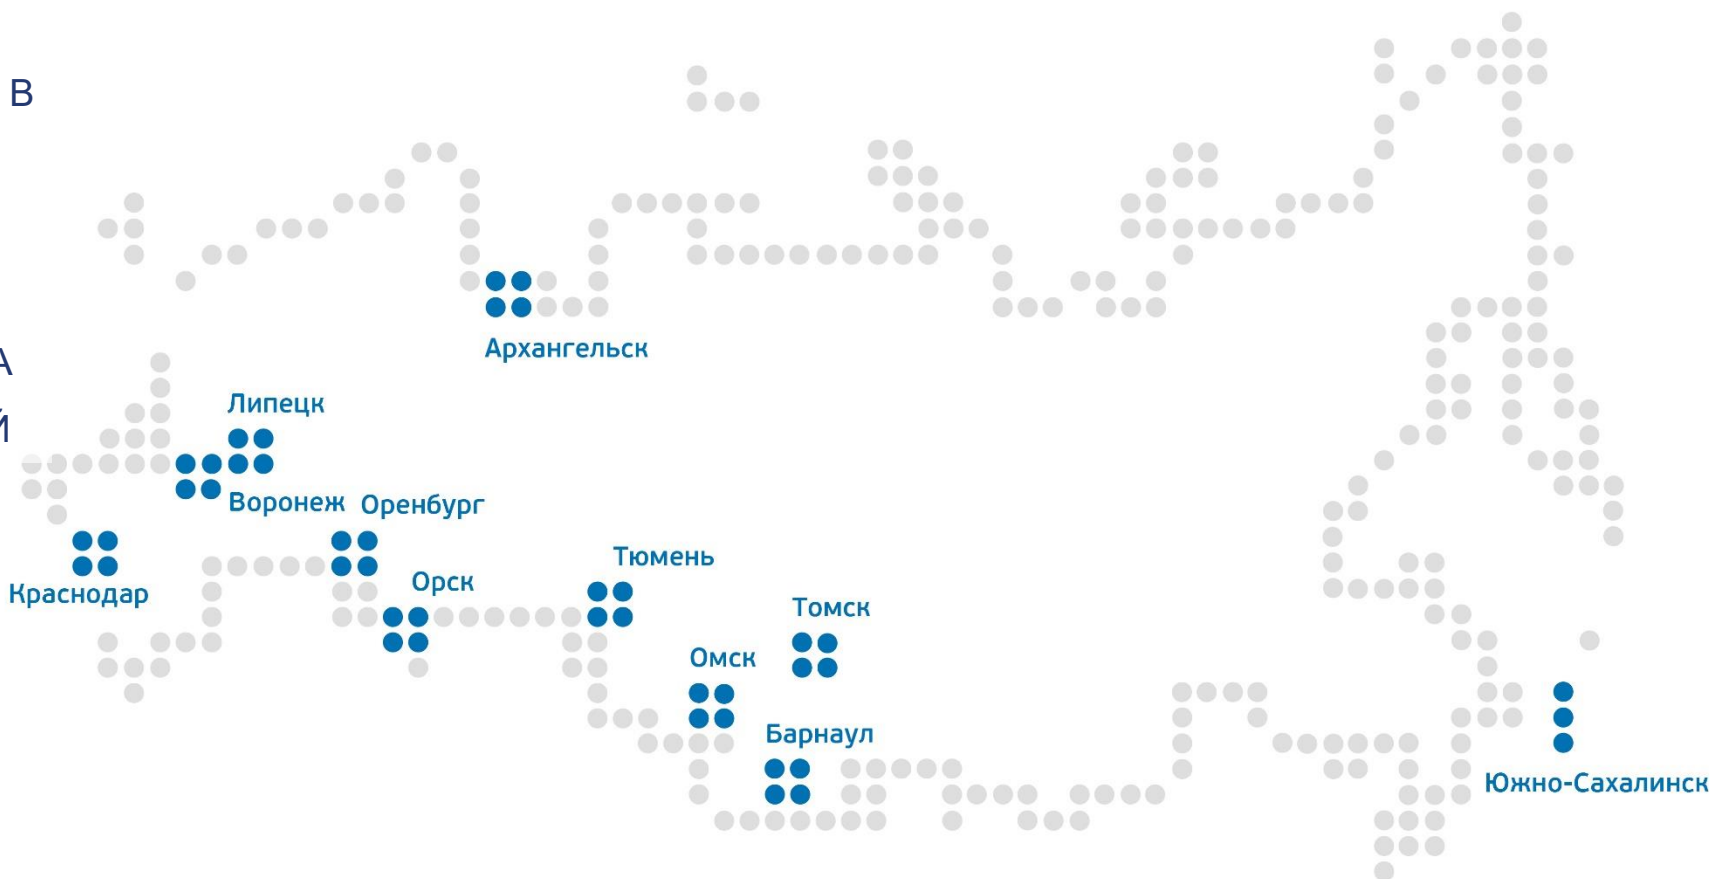 В
А
Й
Архангельск
Липецк
Воронеж
Оренбург
Тюмень
Орск
Краснодар
Томск
Омск
Барнаул
Южно-Сахалинск